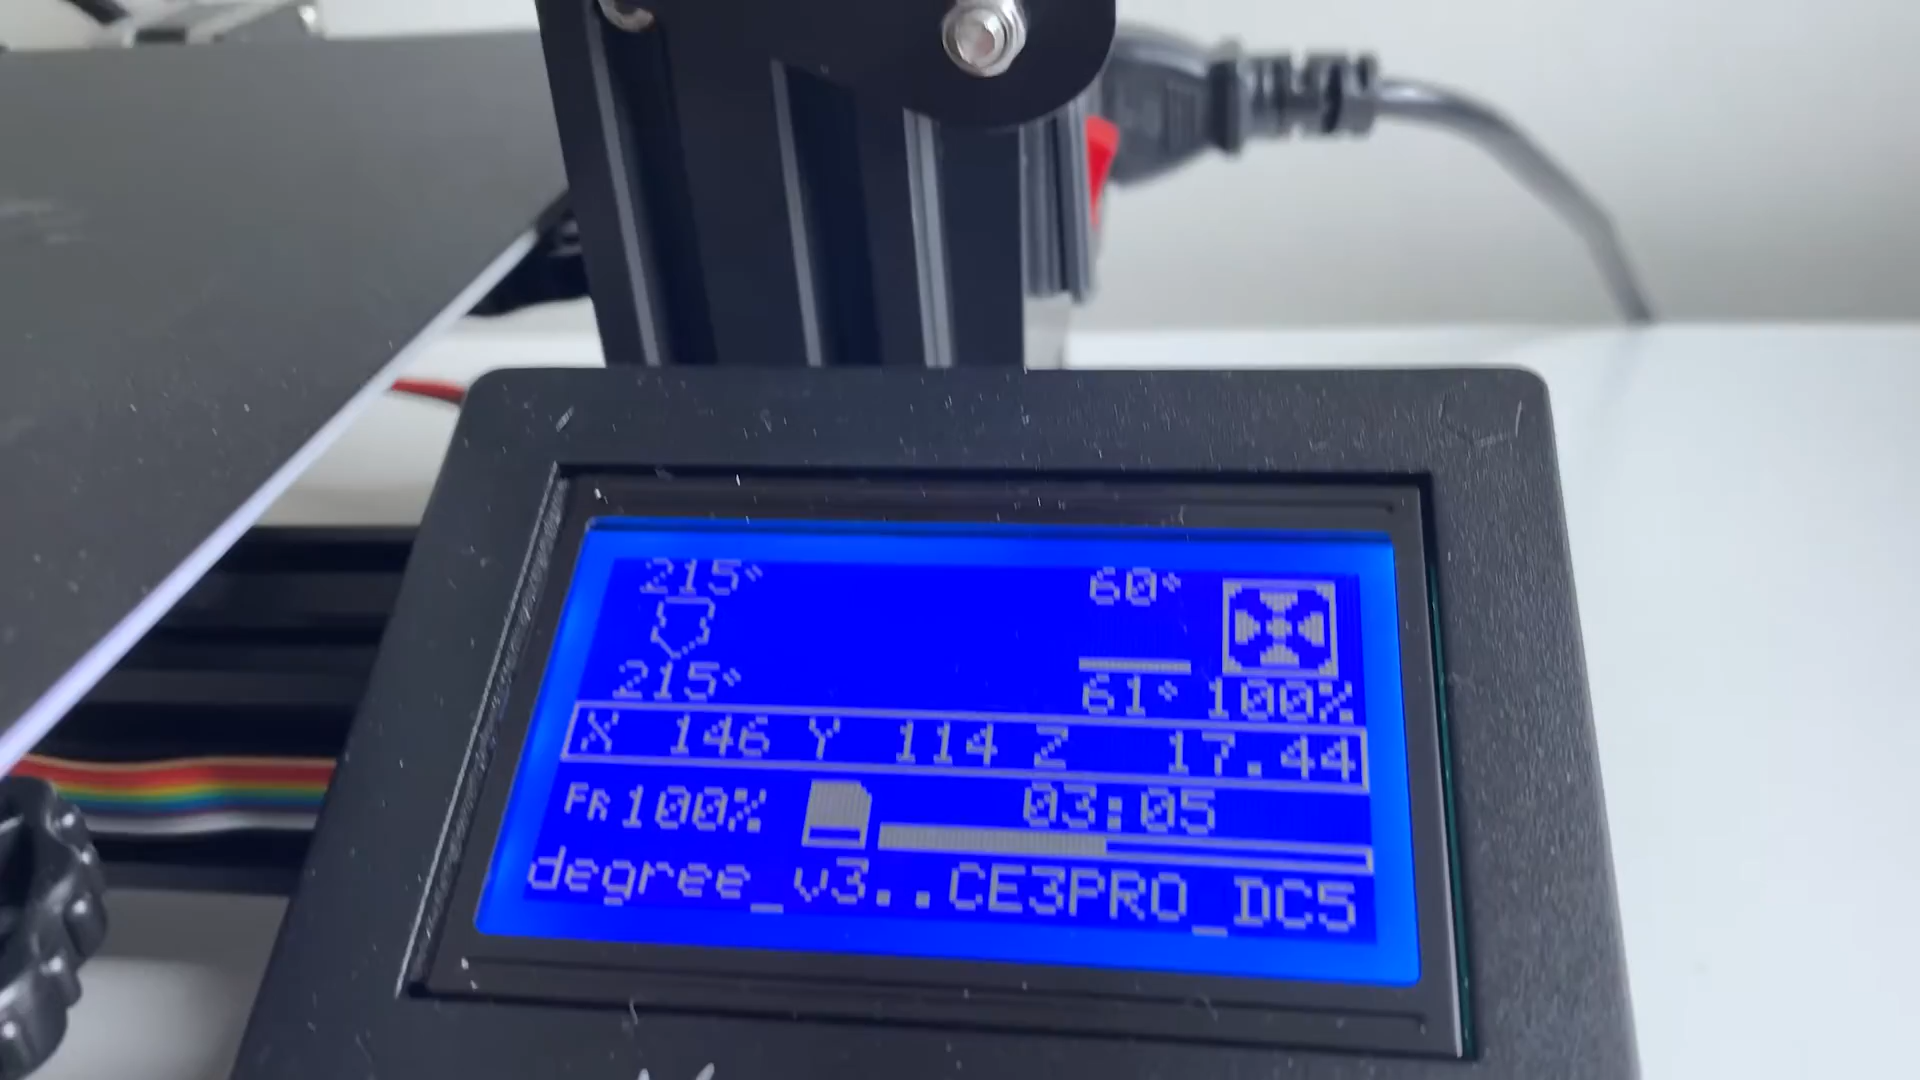 215° 60°
215° 61° 100%
X 146 Y 114 Z 17.44
FR 100% 03:05
degree_v3..CE3PRO_DC5